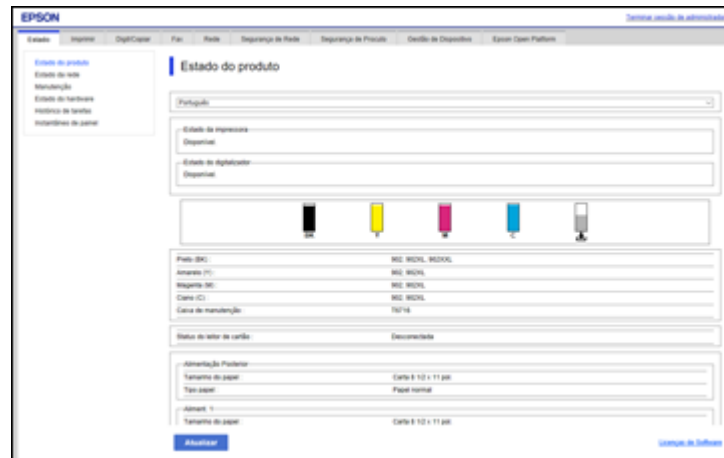 EPSON
Terminar sessão de administrador
Estado Imprimir Digit/Copiar Fax Rede Segurança de Rede Segurança de Produto Gestão de Dispositivo Epson Open Platform
Estado do produto
Estado da rede
Manutenção
Estado do hardware
Histórico de tarefas
Instantâneo do painel
Estado do produto
Português
Estado da impressora
Disponível.
Estado do digitalizador
Disponível.
BK Y M C
Preto (BK) : 902, 902XL, 902XXL
Amarelo (Y) : 902, 902XL
Magenta (M) : 902, 902XL
Ciano (C) : 902, 902XL
Caixa de manutenção : T6716
Status do leitor de cartão : Desconectada
Alimentação Posterior
Tamanho do papel : Carta 8 1/2 x 11 pol
Tipo papel : Papel normal
Aliment. 1
Tamanho do papel : Carta 8 1/2 x 11 pol
Atualizar
Licenças de Software